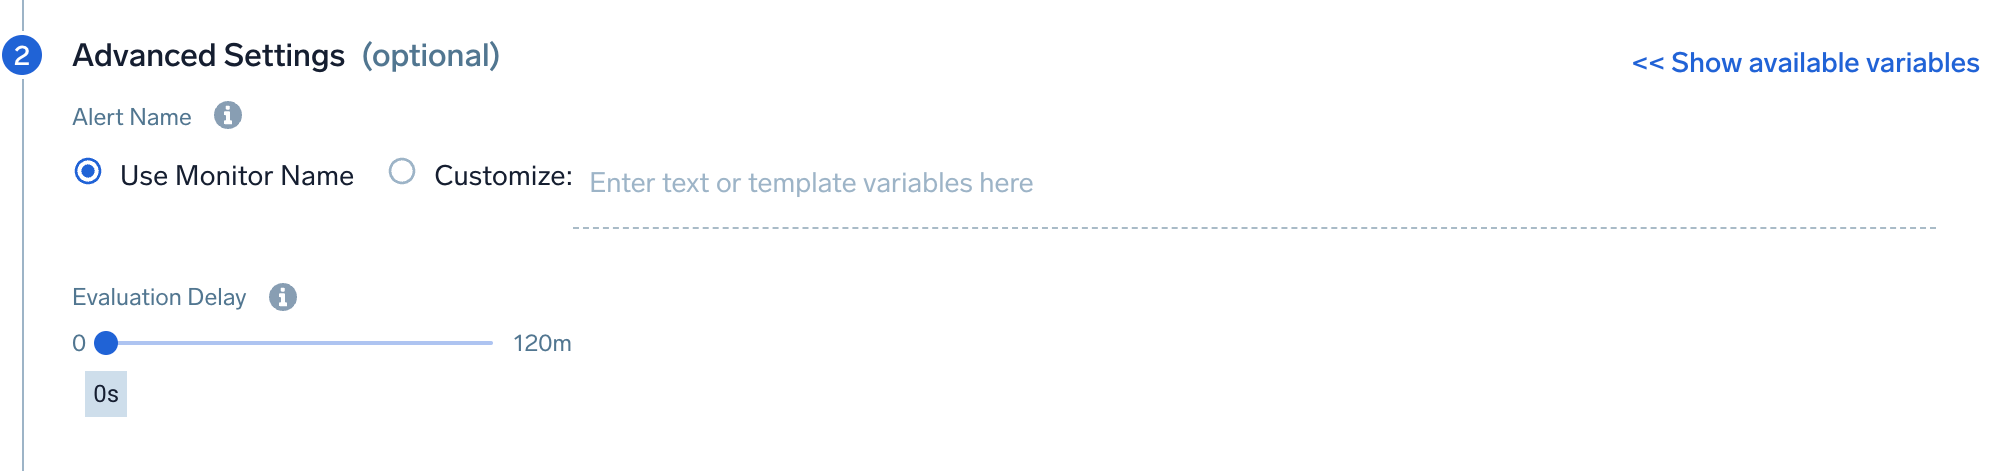 2 Advanced Settings (optional)
<< Show available variables
Alert Name
Use Monitor Name Customize: Enter text or template variables here
Evaluation Delay
0 120m
0s